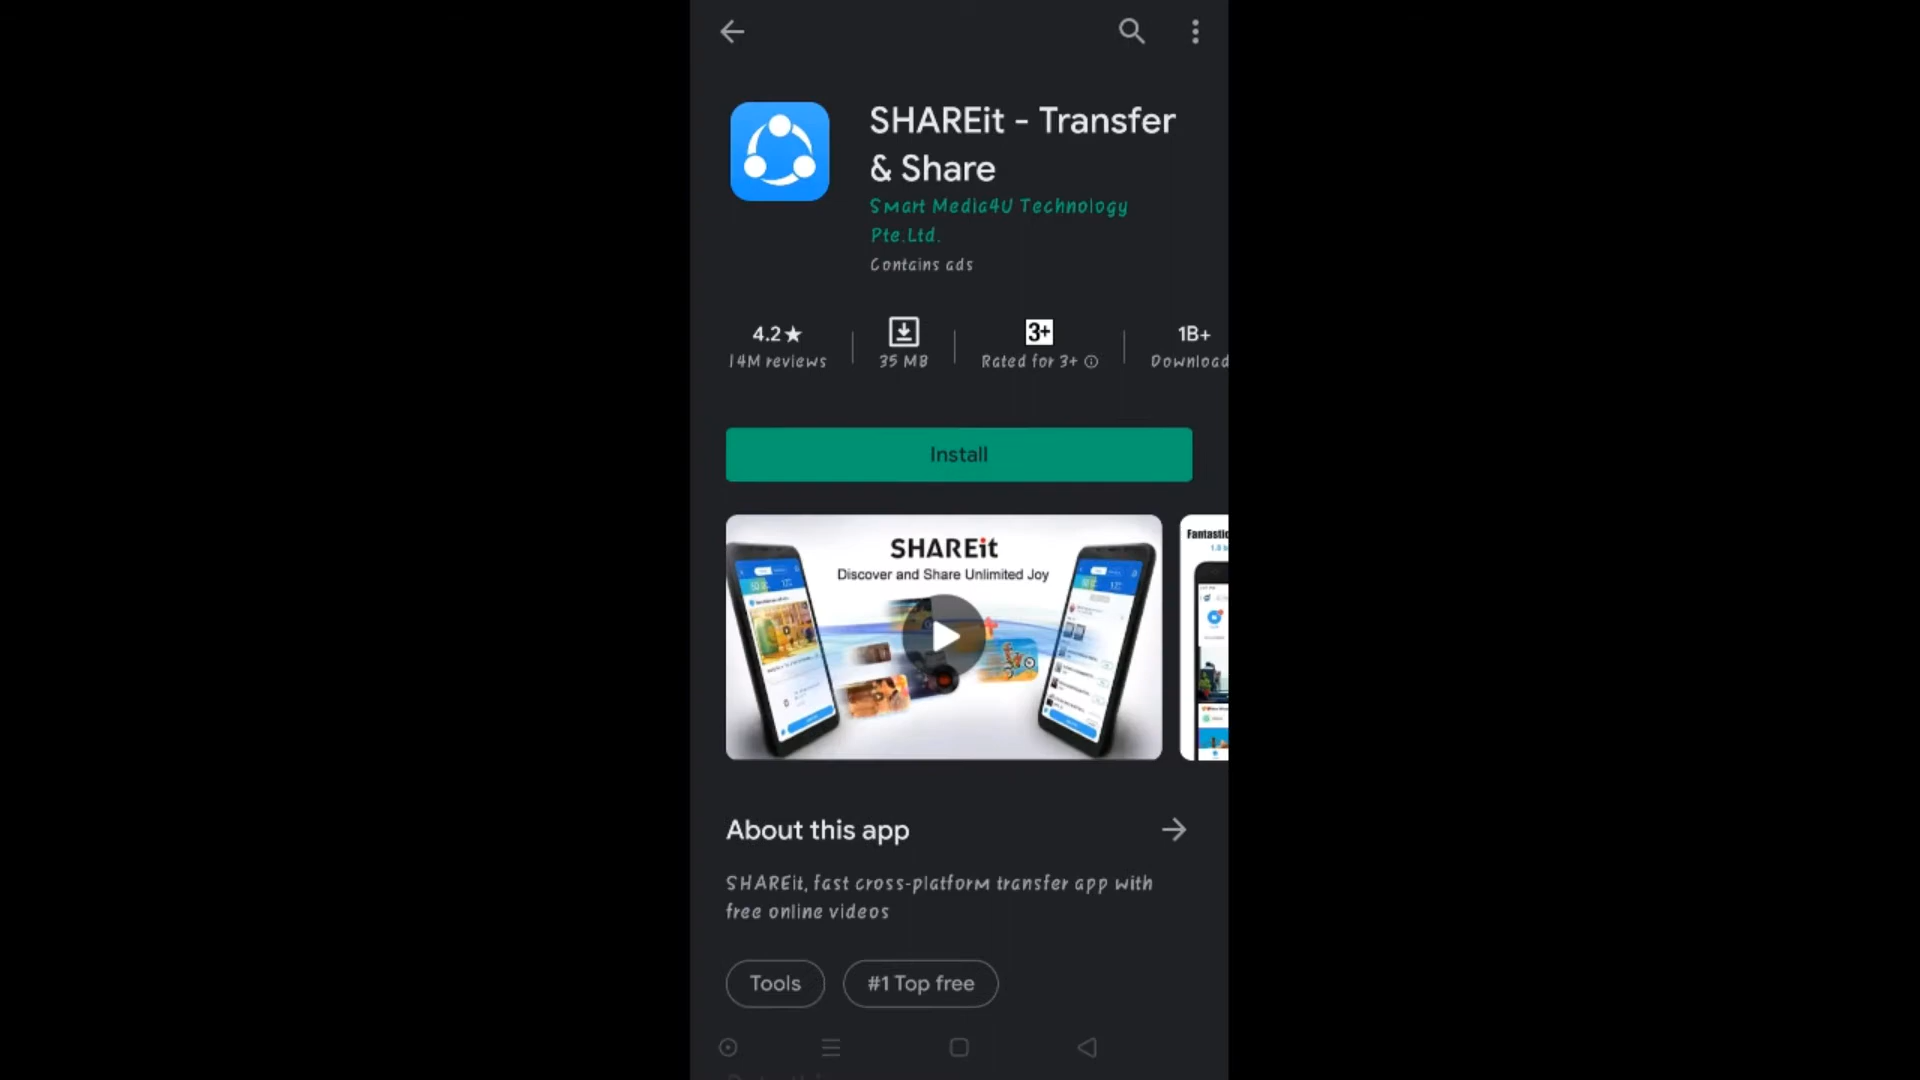 SHAREit - Transfer
& Share
Smart Media4U Technology
Pte.Ltd.
Contains ads
4.2★
14M reviews
35 MB
3+
Rated for 3+
1B+
Download
Install
SHAREit
Discover and Share Unlimited Joy
Fantastic
About this app
SHAREit, fast cross-platform transfer app with
free online videos
Tools
#1 Top free